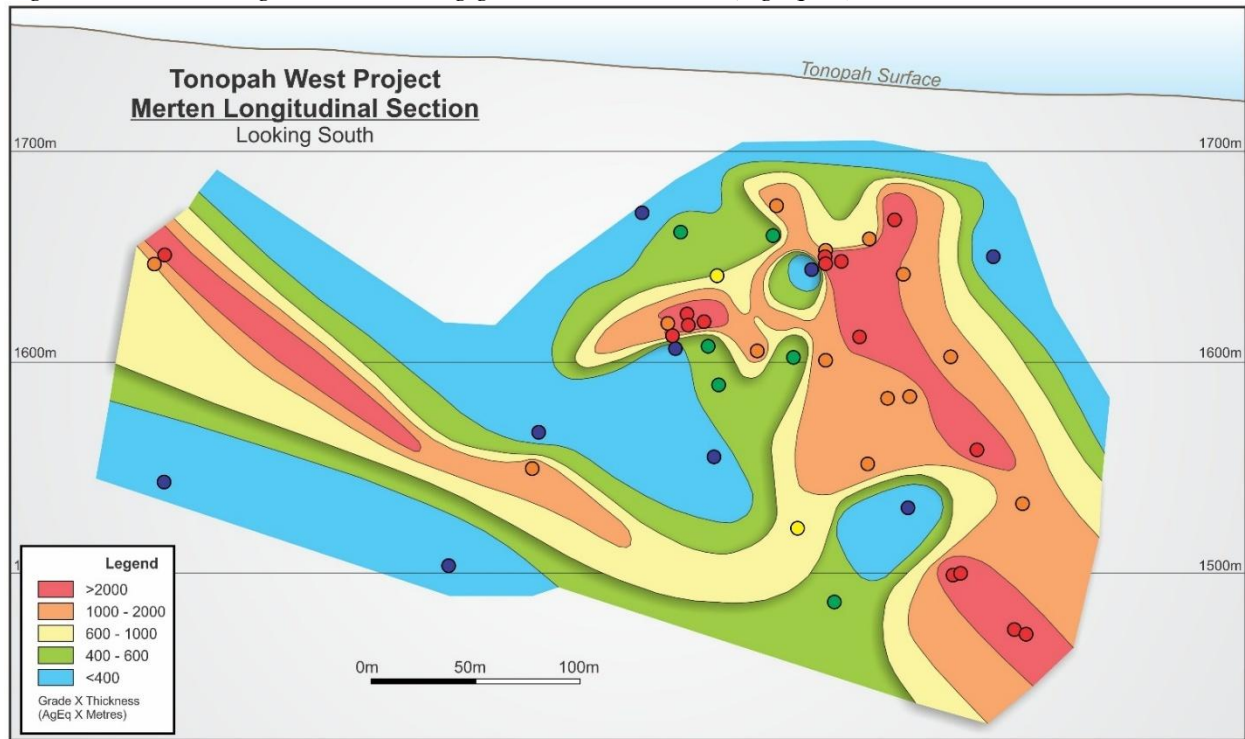 Tonopah West Project
Merten Longitudinal Section
Looking South
Tonopah Surface
1700m
1700m
1600m
1600m
1500m
Legend
>2000
1000 - 2000
600 - 1000
400 - 600
<400
Grade X Thickness
(AgEq X Metres)
0m
50m
100m